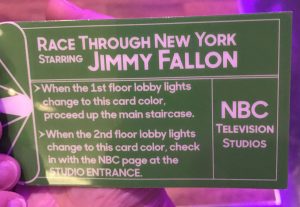 RACE THROUGH NEW YORK
STARRING JIMMY FALLON
➤When the 1st floor lobby lights
change to this card color,
proceed up the main staircase.
➤When the 2nd floor lobby lights
change to this card color, check
in with the NBC page at the
STUDIO ENTRANCE.
NBC
TELEVISION
STUDIOS